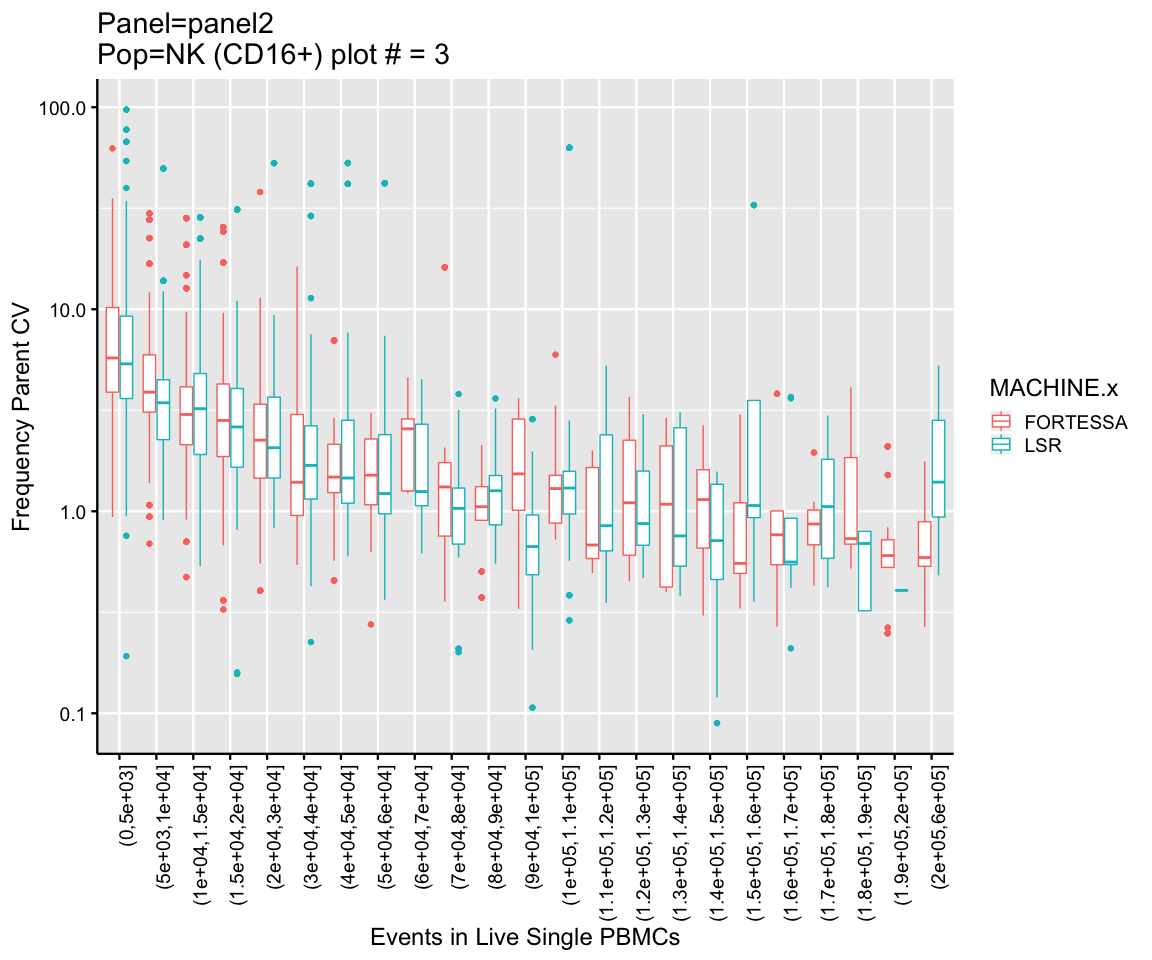 Panel=panel2
Pop=NK (CD16+) plot # = 3
Frequency Parent CV
100.0
10.0
1.0
0.1
(0,5e+03]
(5e+03,1e+04]
(1e+04,1.5e+04]
(1.5e+04,2e+04]
(2e+04,3e+04]
(3e+04,4e+04]
(4e+04,5e+04]
(5e+04,6e+04]
(6e+04,7e+04]
(7e+04,8e+04]
(8e+04,9e+04]
(9e+04,1e+05]
(1e+05,1.1e+05]
(1.1e+05,1.2e+05]
(1.2e+05,1.3e+05]
(1.3e+05,1.4e+05]
(1.4e+05,1.5e+05]
(1.5e+05,1.6e+05]
(1.6e+05,1.7e+05]
(1.7e+05,1.8e+05]
(1.8e+05,1.9e+05]
(1.9e+05,2e+05]
(2e+05,6e+05]
Events in Live Single PBMCs
MACHINE.x
FORTESSA
LSR